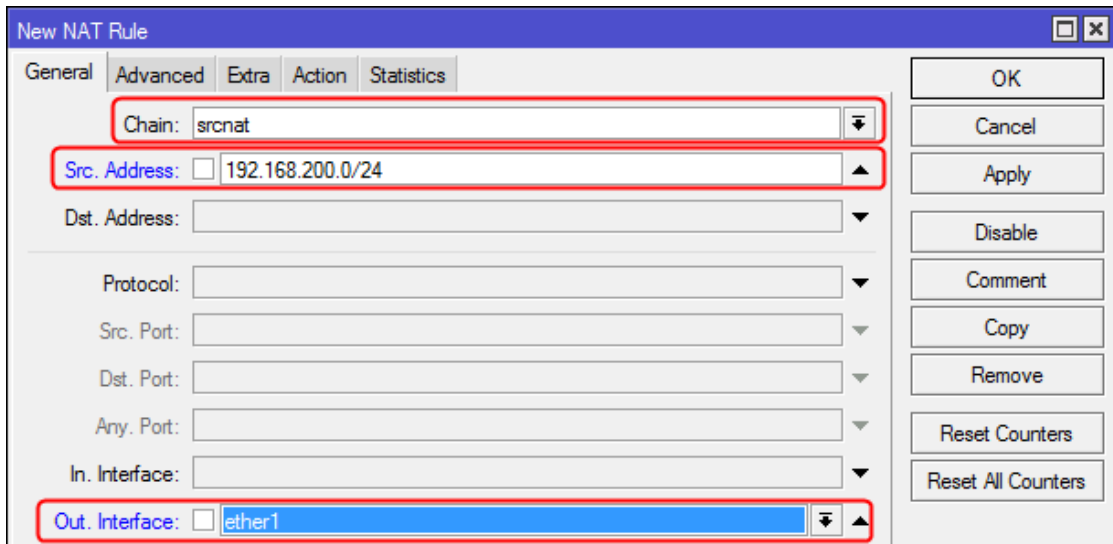 New NAT Rule
General Advanced Extra Action Statistics
OK
Chain: srcnat
Cancel
Src. Address: 192.168.200.0/24
Apply
Dst. Address:
Disable
Protocol:
Comment
Src. Port:
Copy
Dst. Port:
Remove
Any. Port:
Reset Counters
In. Interface:
Reset All Counters
Out. Interface: ether1